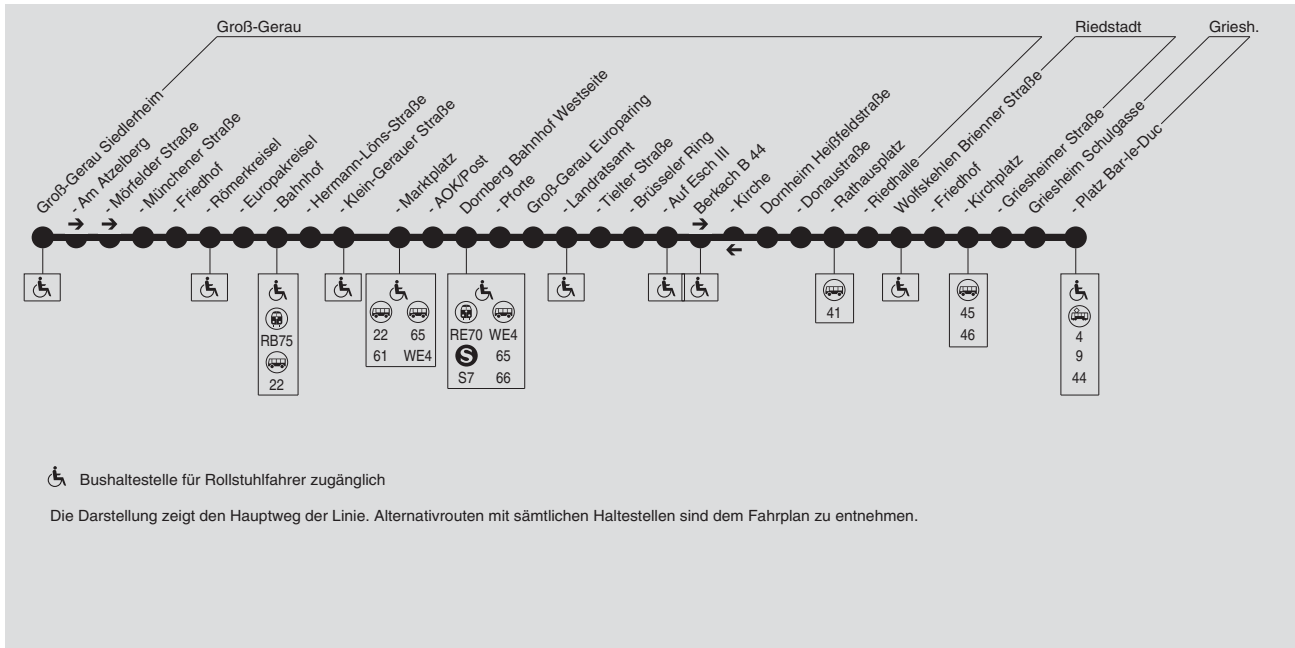 Groß-Gerau
Riedstadt
Griesh.
Groß-Gerau Siedlerheim
- Am Atzelberg
- Mörfelder Straße
- Münchener Straße
- Friedhof
- Römerkreisel
- Europakreisel
- Bahnhof
- Hermann-Löns-Straße
- Klein-Gerauer Straße
- Marktplatz
- AOK/Post
Dornberg Bahnhof Westseite
- Pforte
Groß-Gerau Europaring
- Landratsamt
- Tielter Straße
- Brüsseler Ring
- Auf Esch III
Berkach B 44
- Kirche
Dornheim Heißfeldstraße
- Donaustraße
- Rathausplatz
- Riedhalle
Wolfskehlen Brienner Straße
- Friedhof
- Kirchplatz
- Griesheimer Straße
Griesheim Schulgasse
- Platz Bar-le-Duc
RB75
22
22 65
61 WE4
RE70 WE4
S 65
S7 66
41
45
46
4
9
44
Bushaltestelle für Rollstuhlfahrer zugänglich
Die Darstellung zeigt den Hauptweg der Linie. Alternativrouten mit sämtlichen Haltestellen sind dem Fahrplan zu entnehmen.